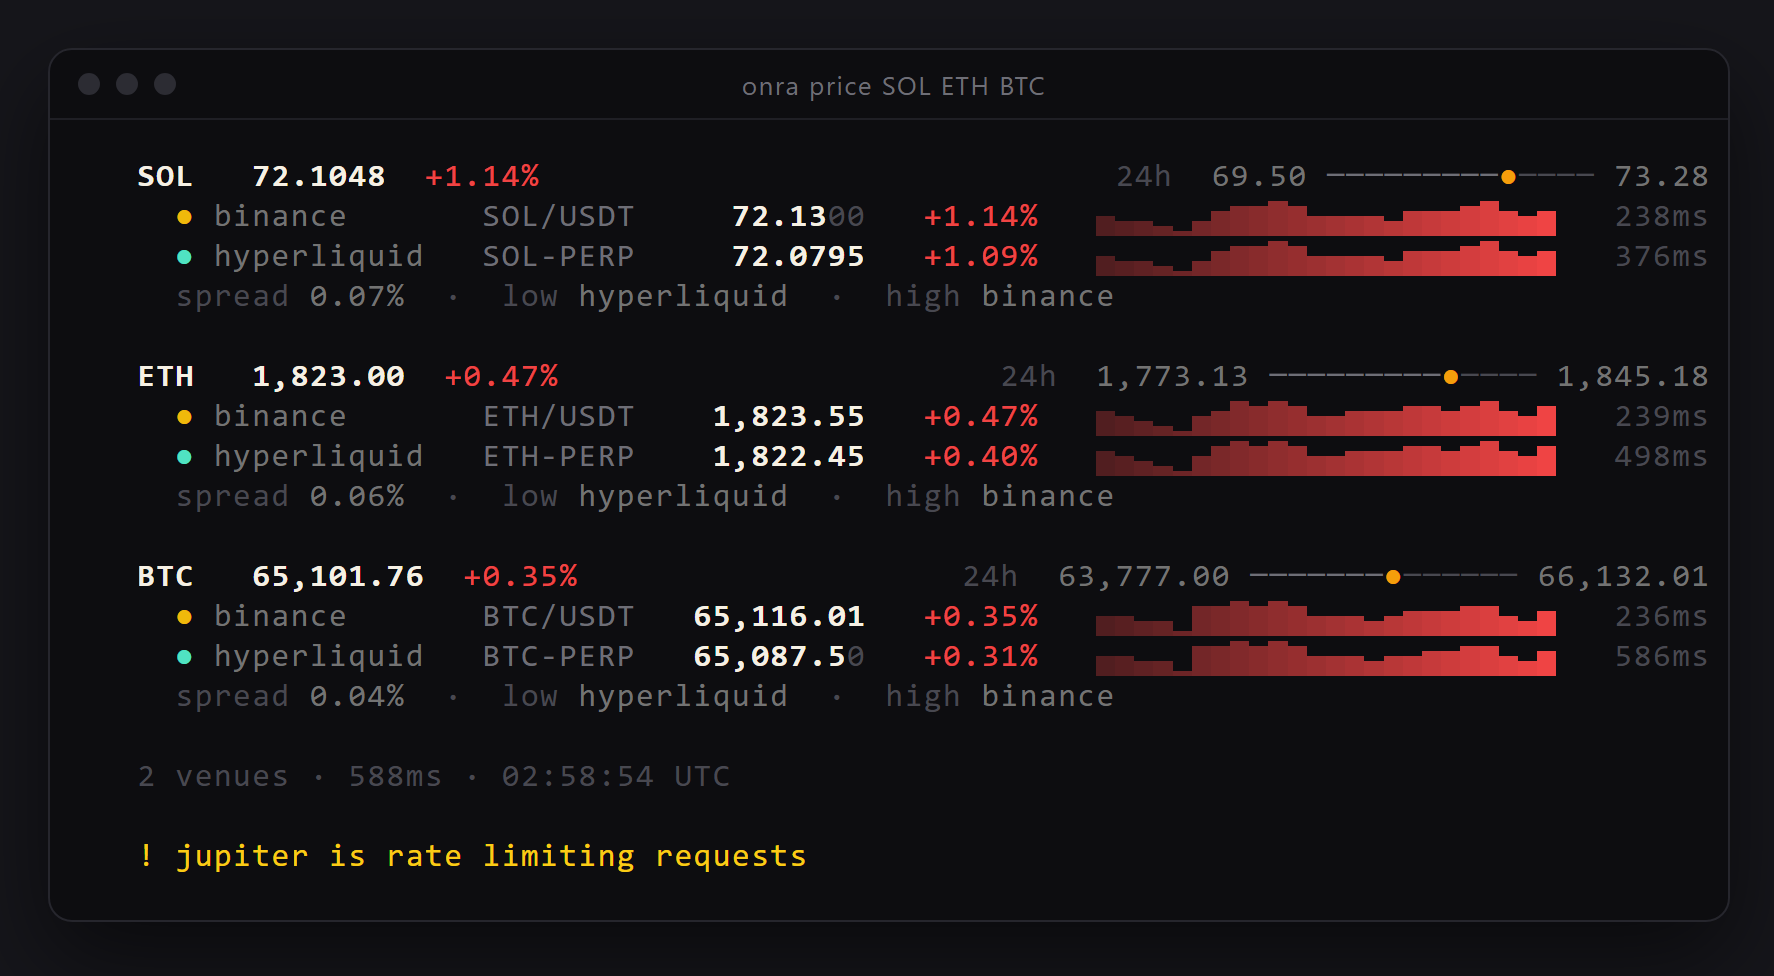 onra price SOL ETH BTC
SOL 72.1048 +1.14% 24h 69.50 73.28
binance SOL/USDT 72.1300 +1.14% 238ms
hyperliquid SOL-PERP 72.0795 +1.09% 376ms
spread 0.07% · low hyperliquid · high binance
ETH 1,823.00 +0.47% 24h 1,773.13 1,845.18
binance ETH/USDT 1,823.55 +0.47% 239ms
hyperliquid ETH-PERP 1,822.45 +0.40% 498ms
spread 0.06% · low hyperliquid · high binance
BTC 65,101.76 +0.35% 24h 63,777.00 66,132.01
binance BTC/USDT 65,116.01 +0.35% 236ms
hyperliquid BTC-PERP 65,087.50 +0.31% 586ms
spread 0.04% · low hyperliquid · high binance
2 venues · 588ms · 02:58:54 UTC
! jupiter is rate limiting requests